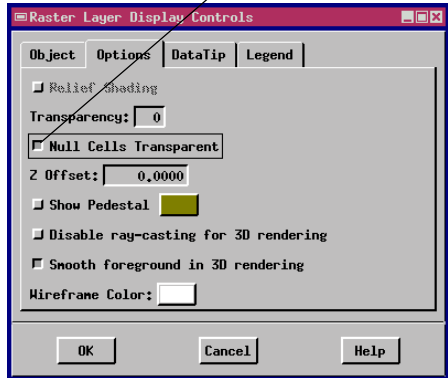 Raster Layer Display Controls
Object Options DataTip Legend
Relief Shading
Transparency: 0
Null Cells Transparent
Z Offset: 0.0000
Show Pedestal
Disable ray-casting for 3D rendering
Smooth foreground in 3D rendering
Wireframe Color:
OK Cancel Help